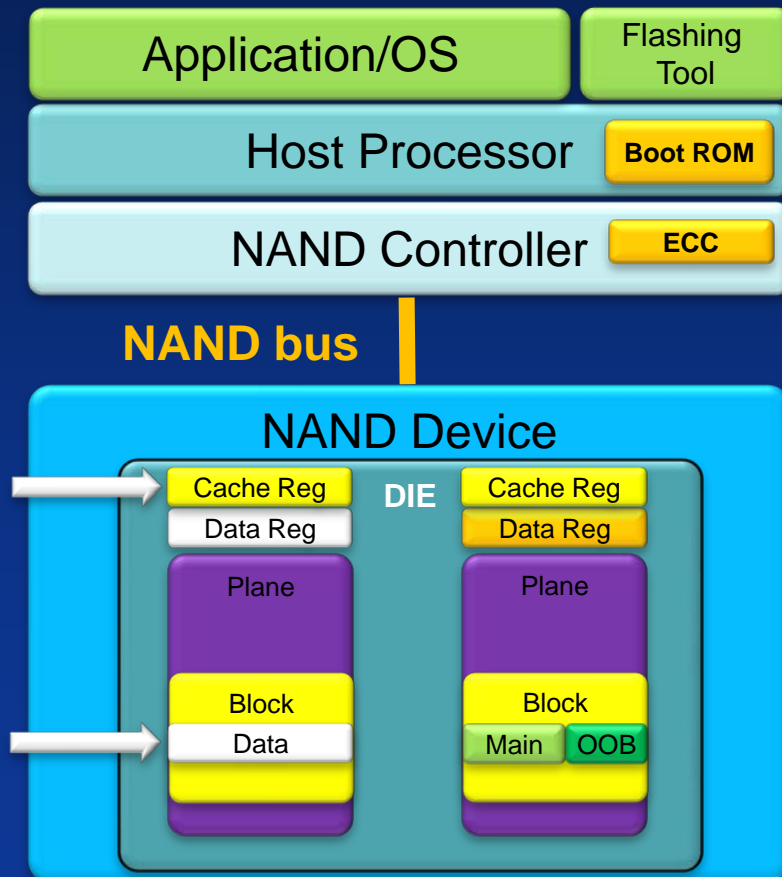 Application/OS
Flashing
Tool
Host Processor
Boot ROM
NAND Controller
ECC
NAND bus
NAND Device
Cache Reg
DIE
Cache Reg
Data Reg
Data Reg
Plane
Plane
Block
Block
Data
Main
OOB